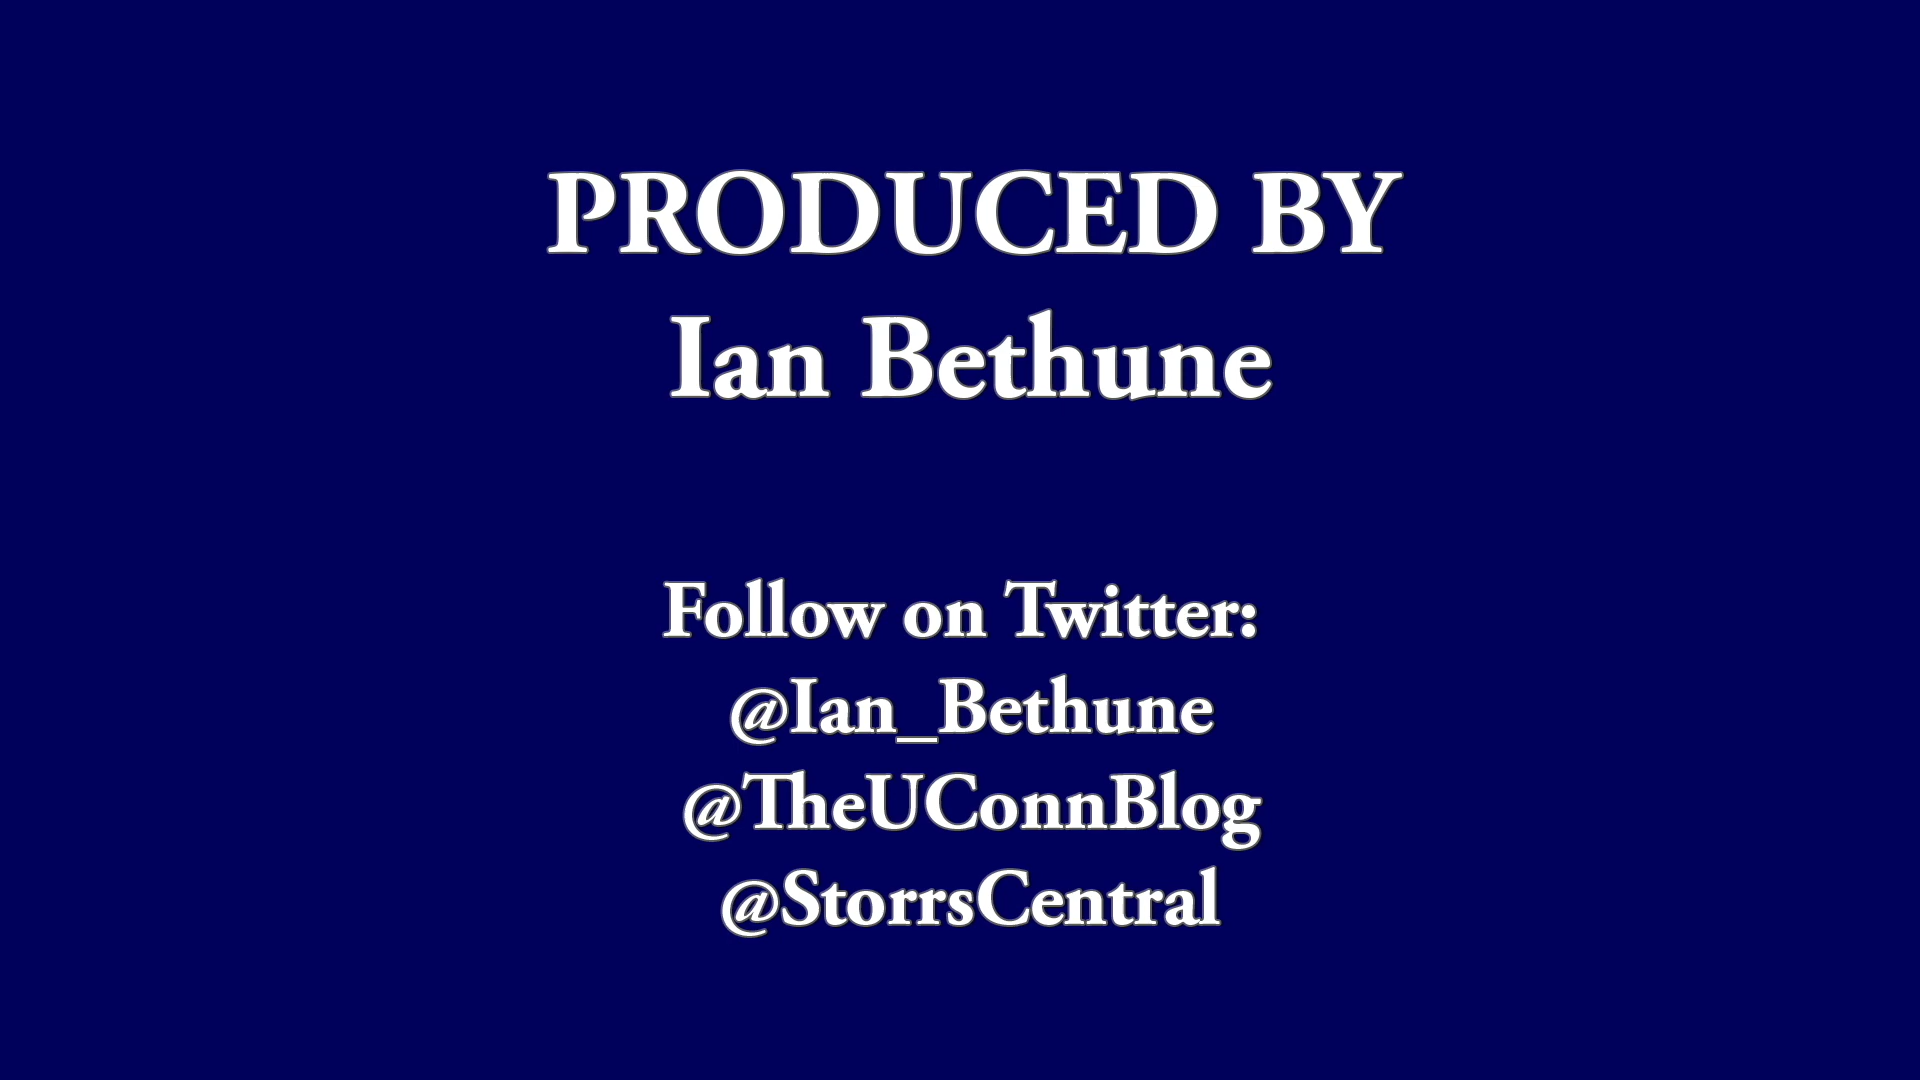 PRODUCED BY
Ian Bethune
Follow on Twitter:
@Ian_Bethune
@TheUConnBlog
@StorrsCentral